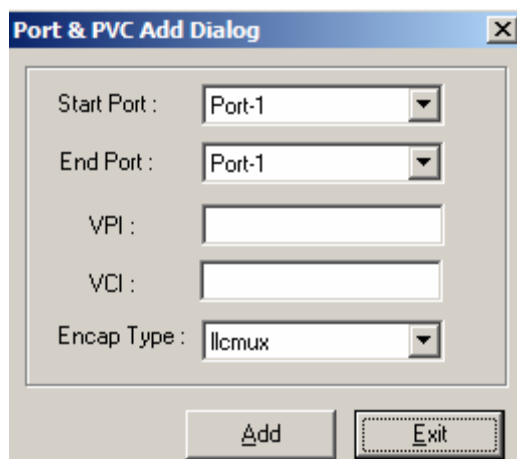 Port & PVC Add Dialog
Start Port : Port-1
End Port : Port-1
VPI :
VCI :
Encap Type : llcmux
Add Exit